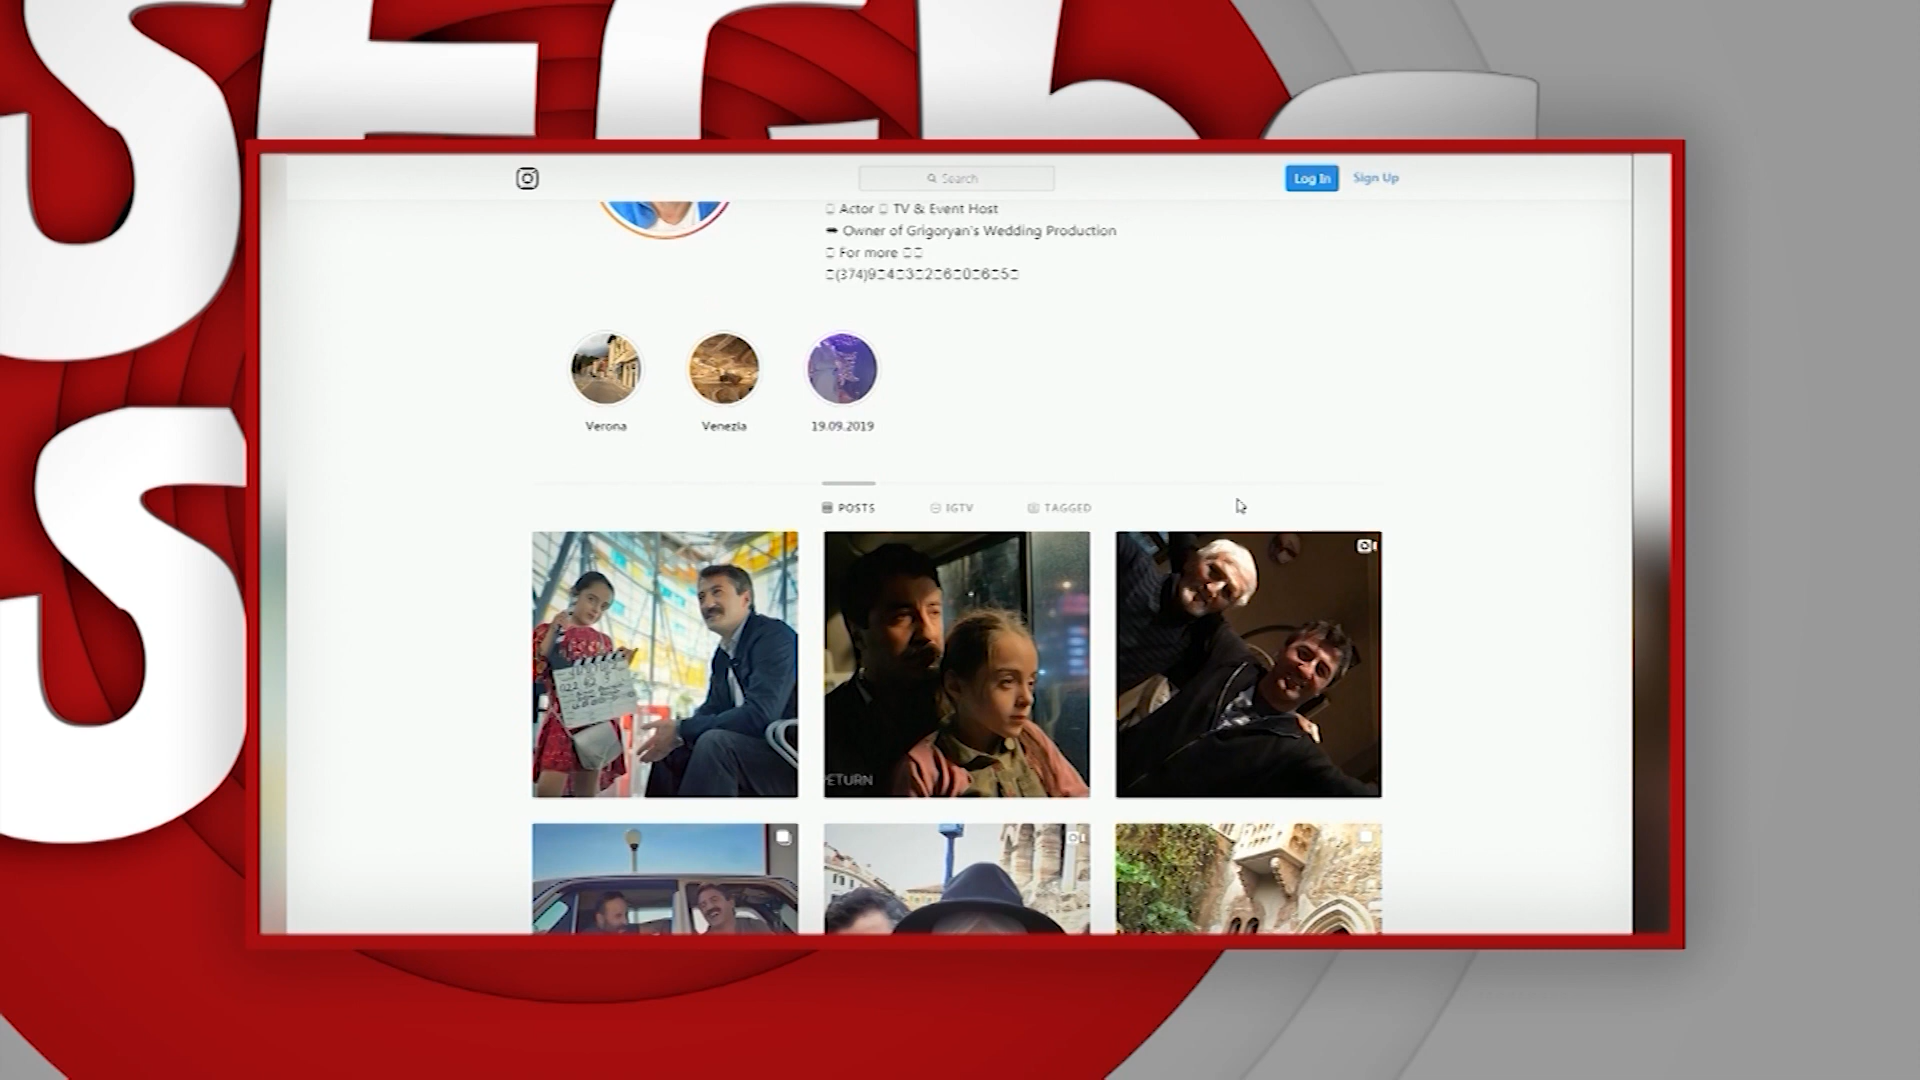 Search
Log In
Sign Up
Actor TV & Event Host
➡ Owner of Grigoryan's Wedding Production
For more
(374)94326065
Verona
Venezia
19.09.2019
POSTS
IGTV
TAGGED
ETURN